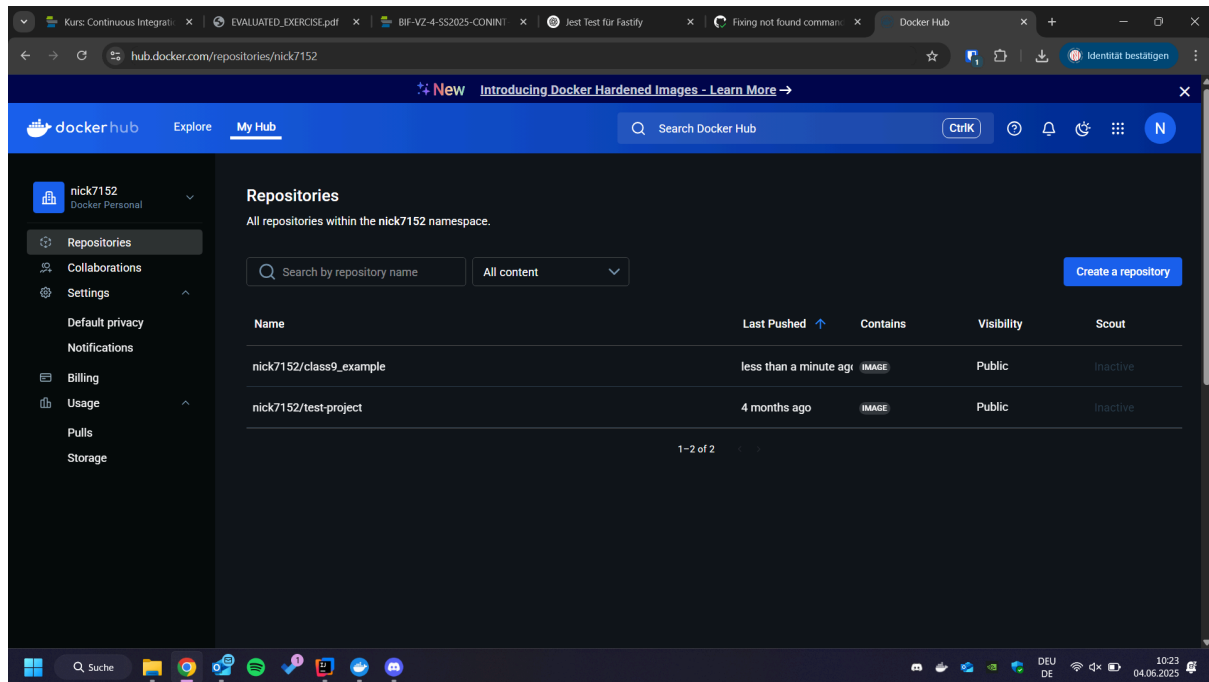 Kurs: Continuous Integratic
EVALUATED_EXERCISE.pdf
BIF-VZ-4-SS2025-CONINT
Jest Test für Fastify
Fixing not found command
Docker Hub
hub.docker.com/repositories/nick7152
Identität bestätigen
New Introducing Docker Hardened Images - Learn More →
dockerhub Explore My Hub Search Docker Hub CtrlK N
nick7152
Docker Personal
Repositories
Collaborations
Settings
Default privacy
Notifications
Billing
Usage
Pulls
Storage
Repositories
All repositories within the nick7152 namespace.
Search by repository name All content Create a repository
Name Last Pushed ↑ Contains Visibility Scout
nick7152/class9_example less than a minute ago IMAGE Public Inactive
nick7152/test-project 4 months ago IMAGE Public Inactive
1–2 of 2
Suche 1 DEU 10:23
DE 04.06.2025